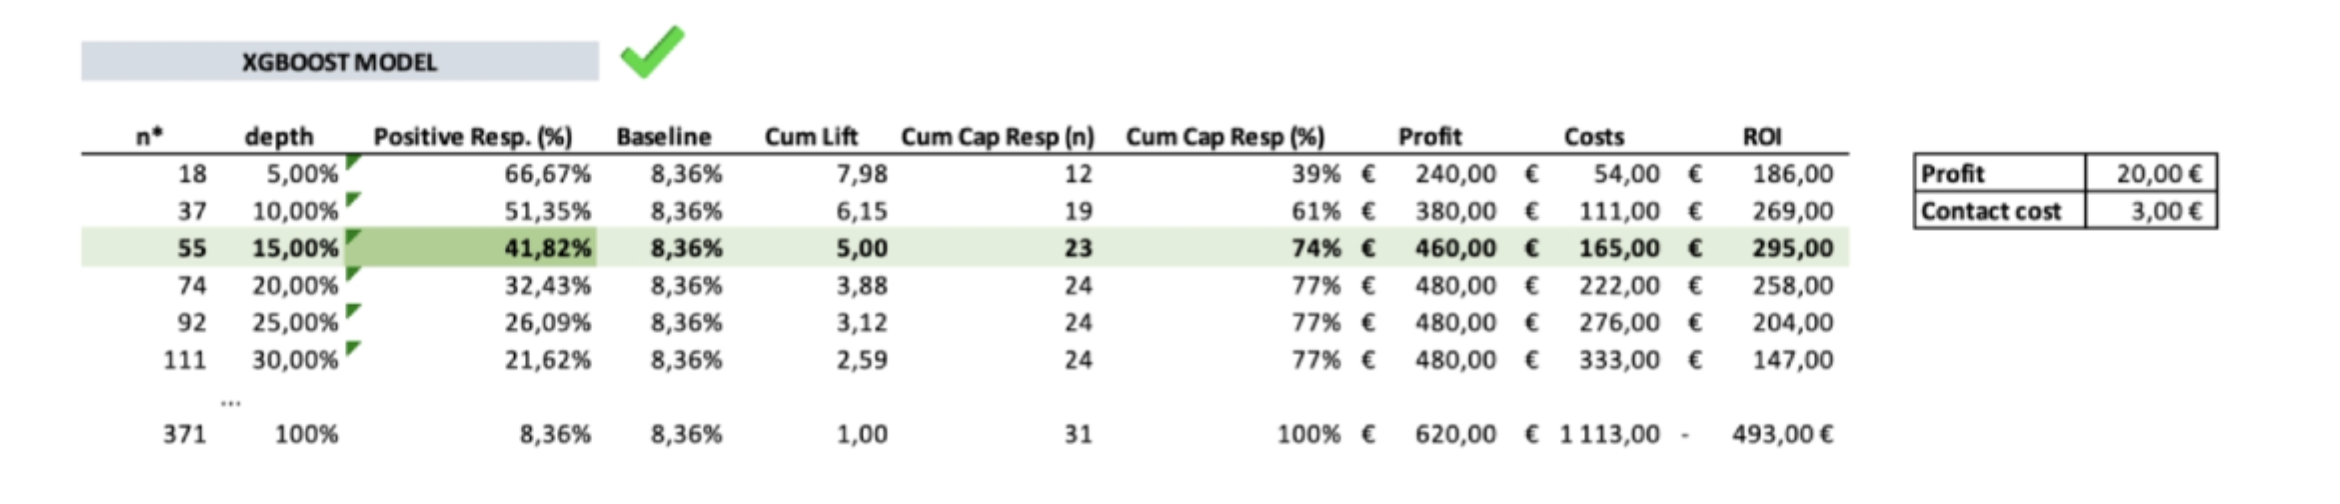 XGBOOST MODEL
n* depth Positive Resp. (%) Baseline Cum Lift Cum Cap Resp (n) Cum Cap Resp (%) Profit Costs ROI
18 5,00% 66,67% 8,36% 7,98 12 39% € 240,00 € 54,00 € 186,00 Profit 20,00 €
37 10,00% 51,35% 8,36% 6,15 19 61% € 380,00 € 111,00 € 269,00 Contact cost 3,00 €
55 15,00% 41,82% 8,36% 5,00 23 74% € 460,00 € 165,00 € 295,00
74 20,00% 32,43% 8,36% 3,88 24 77% € 480,00 € 222,00 € 258,00
92 25,00% 26,09% 8,36% 3,12 24 77% € 480,00 € 276,00 € 204,00
111 30,00% 21,62% 8,36% 2,59 24 77% € 480,00 € 333,00 € 147,00
...
371 100% 8,36% 8,36% 1,00 31 100% € 620,00 € 1 113,00 - 493,00 €